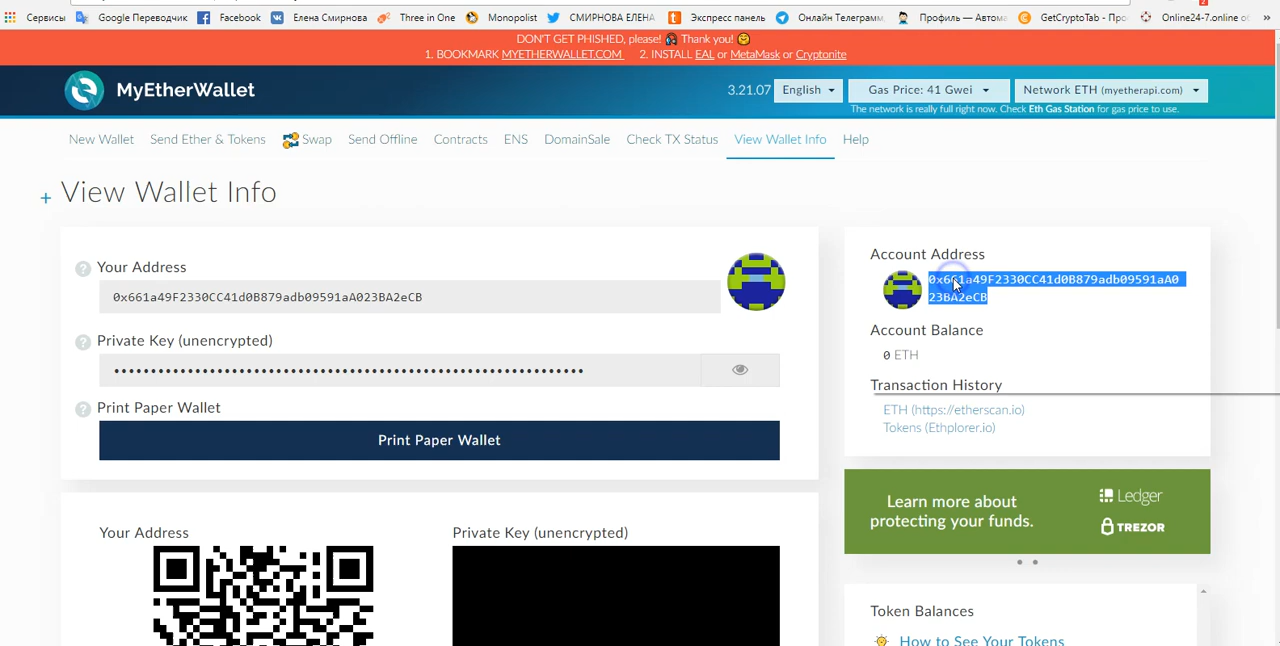 Сервисы Google Переводчик Facebook Елена Смирнова Three in One Monopolist СМИРНОВА ЕЛЕНА Экспресс панель Онлайн Телеграмм, Профиль — Автома GetCryptoTab - Про Online24-7.online о »
DON'T GET PHISHED, please! Thank you!
1. BOOKMARK MYETHERWALLET.COM 2. INSTALL EAL or MetaMask or Cryptonite
MyEtherWallet
3.21.07 English Gas Price: 41 Gwei Network ETH (myetherapi.com)
The network is really full right now. Check Eth Gas Station for gas price to use.
New Wallet Send Ether & Tokens Swap Send Offline Contracts ENS DomainSale Check TX Status View Wallet Info Help
+ View Wallet Info
? Your Address
0x661a49F2330CC41d0B879adb09591aA023BA2eCB
? Private Key (unencrypted)
? Print Paper Wallet
Print Paper Wallet
Your Address
Private Key (unencrypted)
Account Address
0x661a49F2330CC41d0B879adb09591aA0
23BA2eCB
Account Balance
0 ETH
Transaction History
ETH (https://etherscan.io)
Tokens (Ethplorer.io)
Learn more about
protecting your funds.
Ledger
TREZOR
Token Balances
How to See Your Tokens